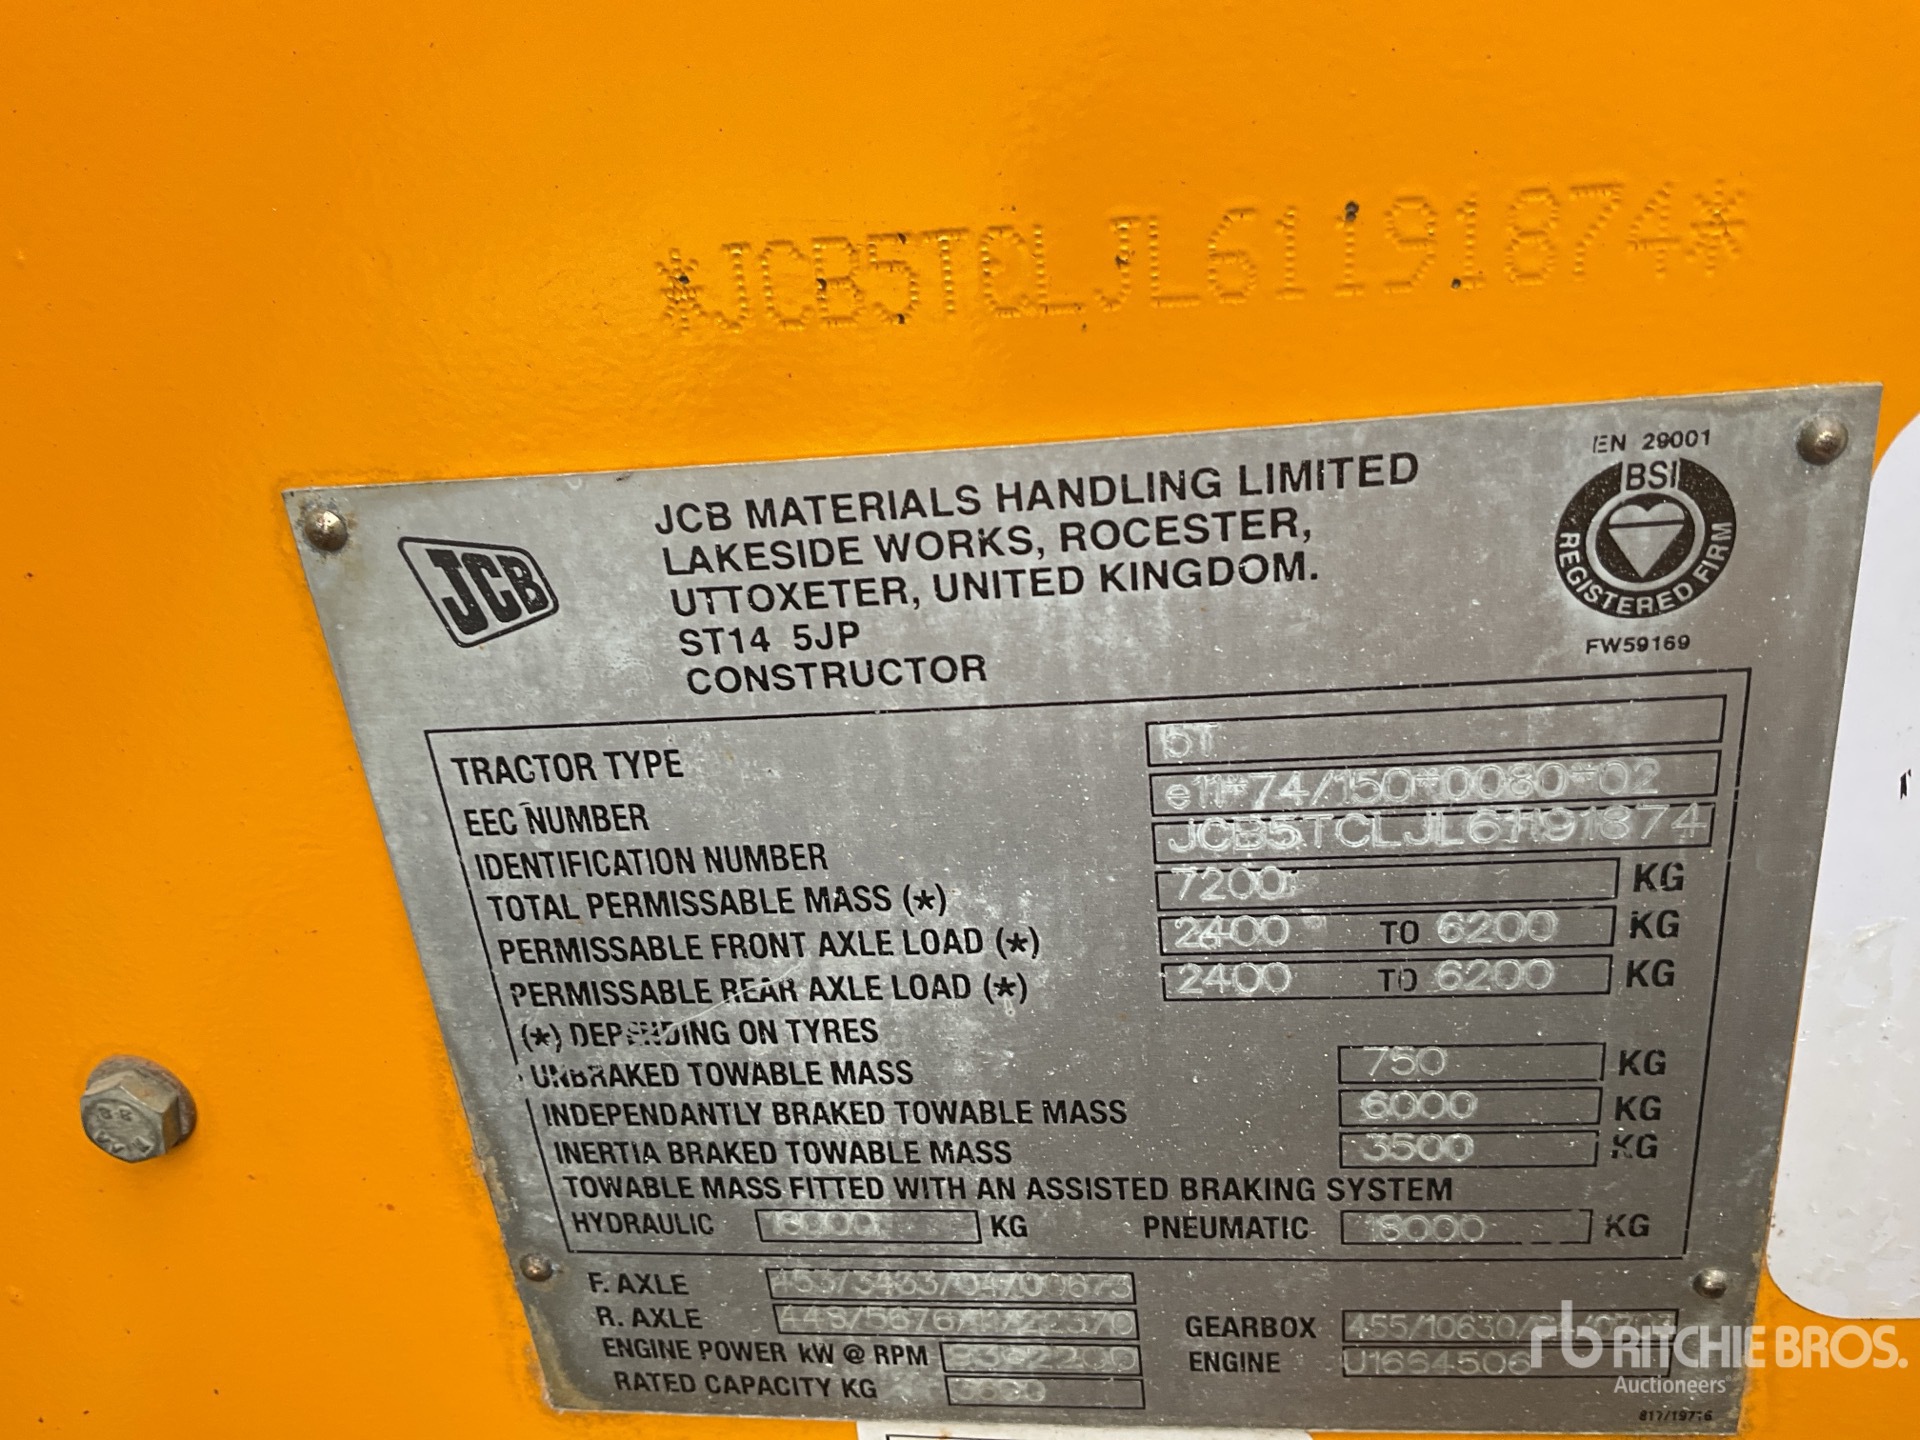 *JCB5TCLJL61191874*
EN 29001
BSI
REGISTERED FIRM
FW59169
JCB
JCB MATERIALS HANDLING LIMITED
LAKESIDE WORKS, ROCESTER,
UTTOXETER, UNITED KINGDOM.
ST14 5JP
CONSTRUCTOR
TRACTOR TYPE 5T
EEC NUMBER e11*74/150*0080*02
IDENTIFICATION NUMBER JCB5TCLJL61191874
TOTAL PERMISSABLE MASS (*) 7200 KG
PERMISSABLE FRONT AXLE LOAD (*) 2400 TO 6200 KG
PERMISSABLE REAR AXLE LOAD (*) 2400 TO 6200 KG
(*) DEPENDING ON TYRES
UNBRAKED TOWABLE MASS 750 KG
INDEPENDANTLY BRAKED TOWABLE MASS 6000 KG
INERTIA BRAKED TOWABLE MASS 3500 KG
TOWABLE MASS FITTED WITH AN ASSISTED BRAKING SYSTEM
HYDRAULIC KG PNEUMATIC 18000 KG
F. AXLE
R. AXLE
GEARBOX
ENGINE POWER kW @ RPM
ENGINE
RATED CAPACITY KG
817/19776
8.8
rb RITCHIE BROS.
Auctioneers